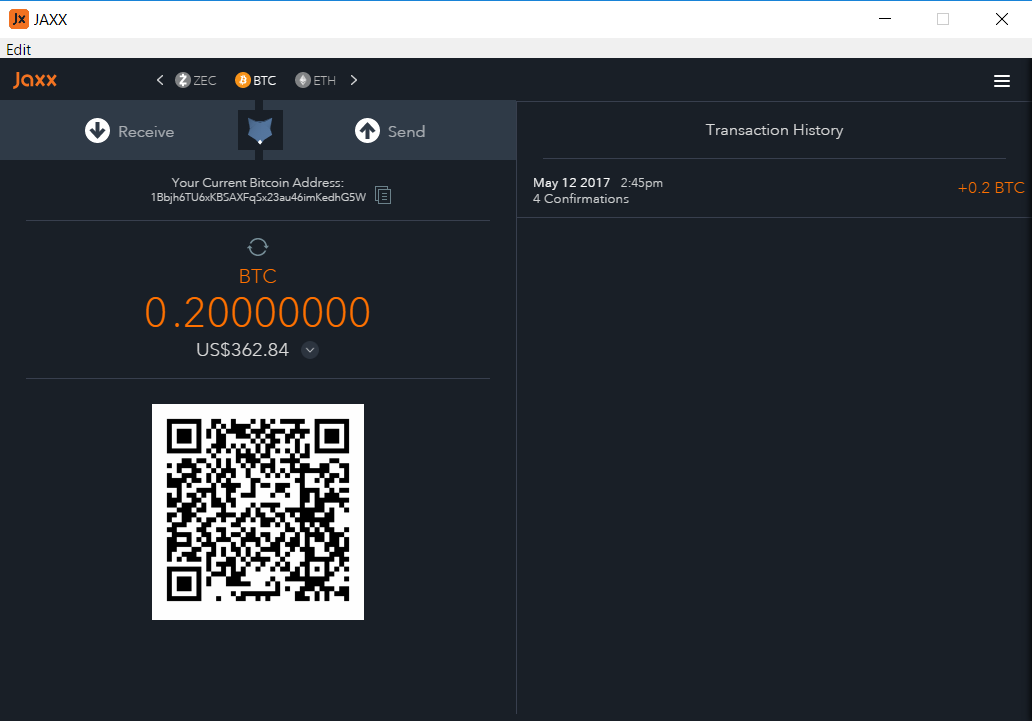 JAXX
Edit
Jaxx
ZEC BTC ETH
Receive Send
Your Current Bitcoin Address:
1Bbjh6TU6xKBSAXFqSx23au46imKedhG5W
BTC
0.20000000
US$362.84
Transaction History
May 12 2017 2:45pm
4 Confirmations
+0.2 BTC